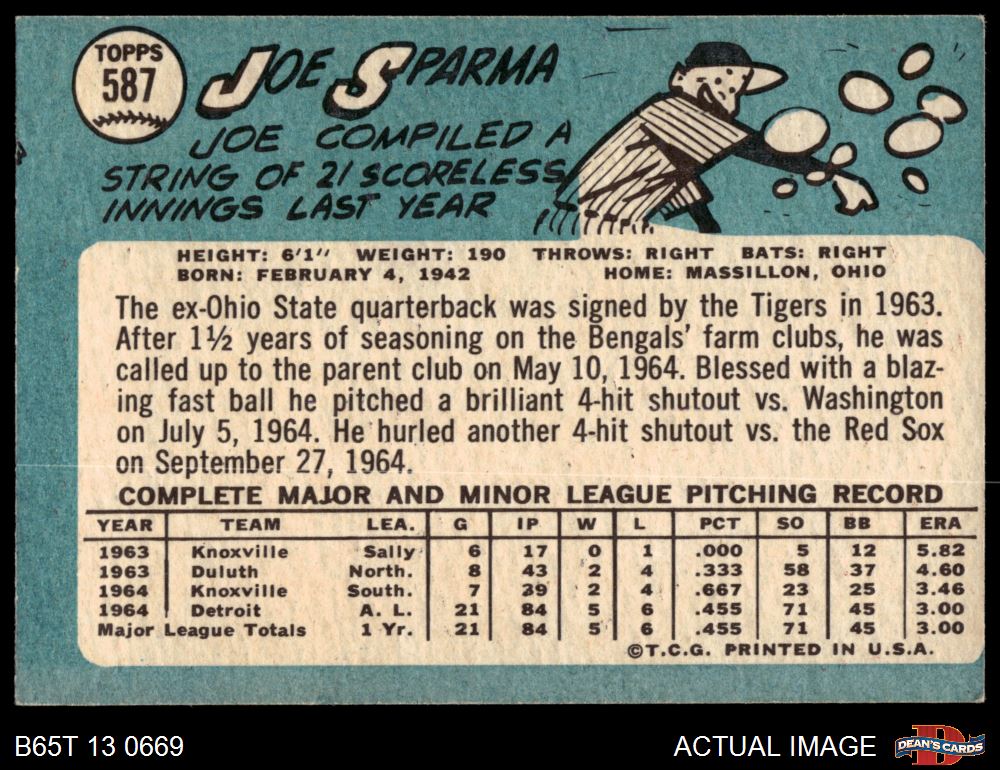 TOPPS
587
JOE SPARMA
JOE COMPILED A
STRING OF 21 SCORELESS
INNINGS LAST YEAR
HEIGHT: 6'1" WEIGHT: 190 THROWS: RIGHT BATS: RIGHT
BORN: FEBRUARY 4, 1942 HOME: MASSILLON, OHIO
The ex-Ohio State quarterback was signed by the Tigers in 1963.
After 1½ years of seasoning on the Bengals' farm clubs, he was
called up to the parent club on May 10, 1964. Blessed with a blaz-
ing fast ball he pitched a brilliant 4-hit shutout vs. Washington
on July 5, 1964. He hurled another 4-hit shutout vs. the Red Sox
on September 27, 1964.
COMPLETE MAJOR AND MINOR LEAGUE PITCHING RECORD
YEAR TEAM LEA. G IP W L PCT SO BB ERA
1963 Knoxville Sally 6 17 0 1 .000 5 12 5.82
1963 Duluth North. 8 43 2 4 .333 58 37 4.60
1964 Knoxville South. 7 39 2 4 .667 23 25 3.46
1964 Detroit A. L. 21 84 5 6 .455 71 45 3.00
Major League Totals 1 Yr. 21 84 5 6 .455 71 45 3.00
©T.C.G. PRINTED IN U.S.A.
B65T 13 0669 ACTUAL IMAGE DEAN'S CARDS